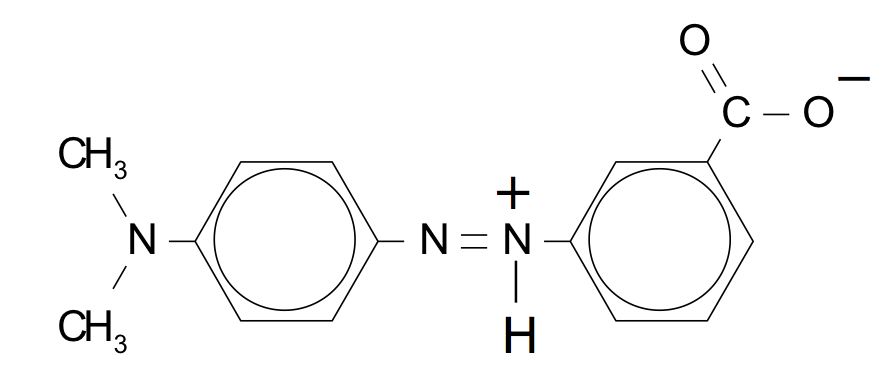 O
C – O −
CH3
+
N N = N
H
CH3